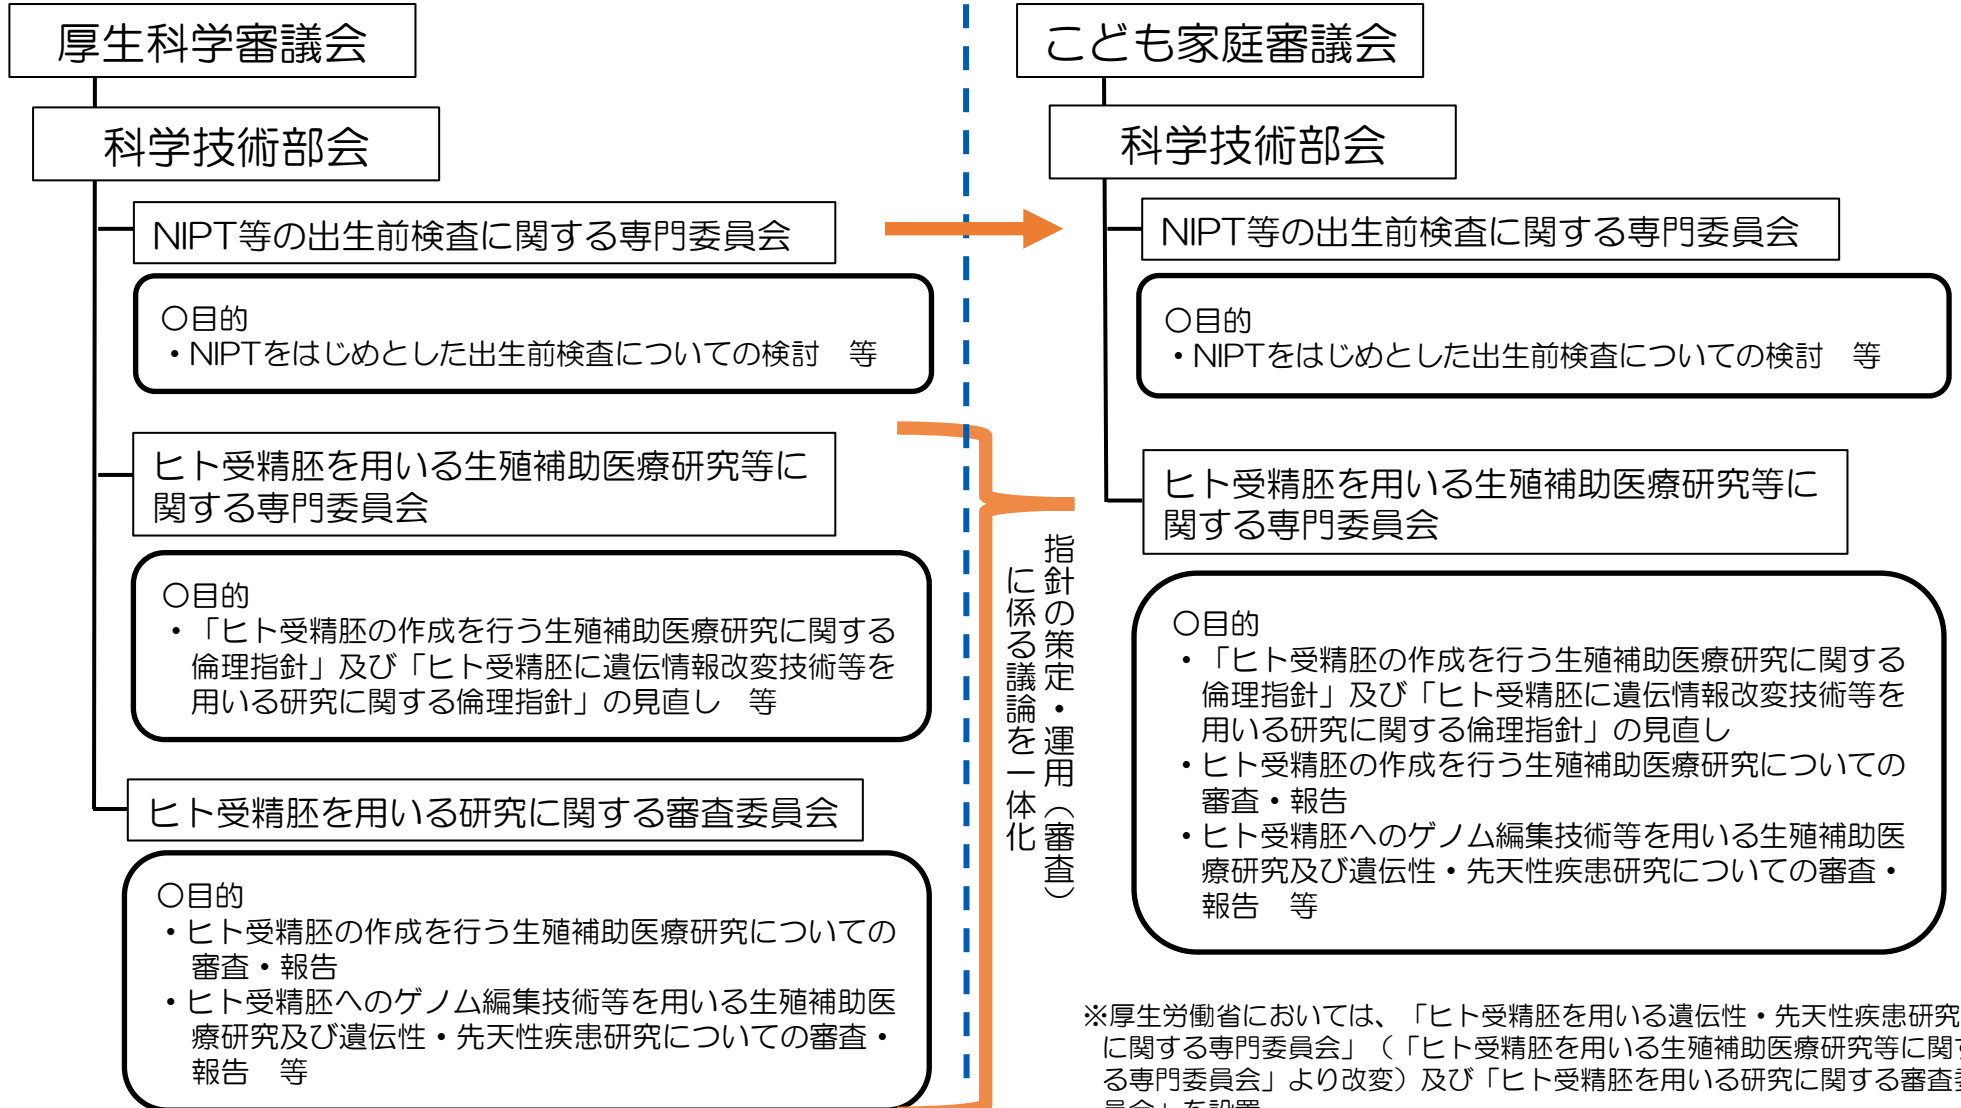 厚生科学審議会
科学技術部会
NIPT等の出生前検査に関する専門委員会
○目的
・NIPTをはじめとした出生前検査についての検討　等
ヒト受精胚を用いる生殖補助医療研究等に
関する専門委員会
○目的
・「ヒト受精胚の作成を行う生殖補助医療研究に関する
倫理指針」及び「ヒト受精胚に遺伝情報改変技術等を
用いる研究に関する倫理指針」の見直し　等
ヒト受精胚を用いる研究に関する審査委員会
○目的
・ヒト受精胚の作成を行う生殖補助医療研究についての
審査・報告
・ヒト受精胚へのゲノム編集技術等を用いる生殖補助医
療研究及び遺伝性・先天性疾患研究についての審査・
報告　等
指針の策定・運用（審査）
に係る議論を一体化
こども家庭審議会
科学技術部会
NIPT等の出生前検査に関する専門委員会
○目的
・NIPTをはじめとした出生前検査についての検討　等
ヒト受精胚を用いる生殖補助医療研究等に
関する専門委員会
○目的
・「ヒト受精胚の作成を行う生殖補助医療研究に関する
倫理指針」及び「ヒト受精胚に遺伝情報改変技術等を
用いる研究に関する倫理指針」の見直し
・ヒト受精胚の作成を行う生殖補助医療研究についての
審査・報告
・ヒト受精胚へのゲノム編集技術等を用いる生殖補助医
療研究及び遺伝性・先天性疾患研究についての審査・
報告　等
※厚生労働省においては、「ヒト受精胚を用いる遺伝性・先天性疾患研究
に関する専門委員会」（「ヒト受精胚を用いる生殖補助医療研究等に関す
る専門委員会」より改変）及び「ヒト受精胚を用いる研究に関する審査委
員会」を設置